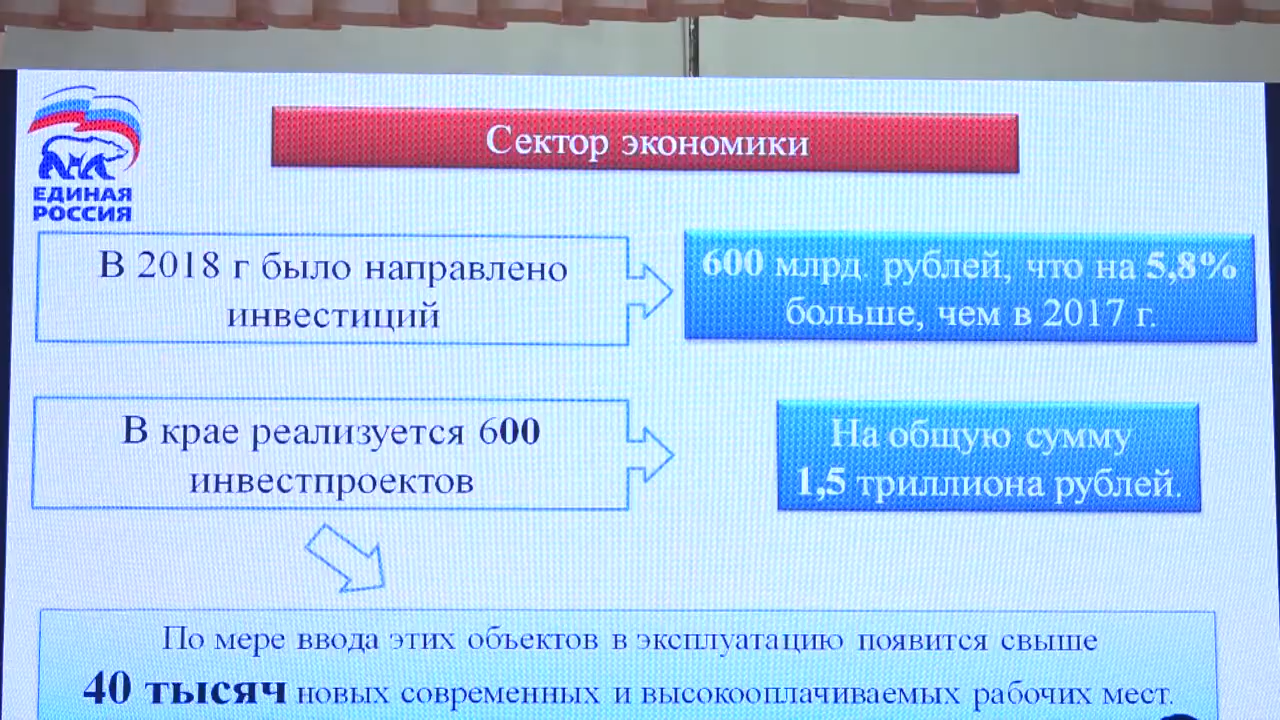 ЕДИНАЯ
РОССИЯ
Сектор экономики
В 2018 г было направлено
инвестиций
600 млрд. рублей, что на 5,8%
больше, чем в 2017 г.
В крае реализуется 600
инвестпроектов
На общую сумму
1,5 триллиона рублей.
По мере ввода этих объектов в эксплуатацию появится свыше
40 тысяч новых современных и высокооплачиваемых рабочих мест.